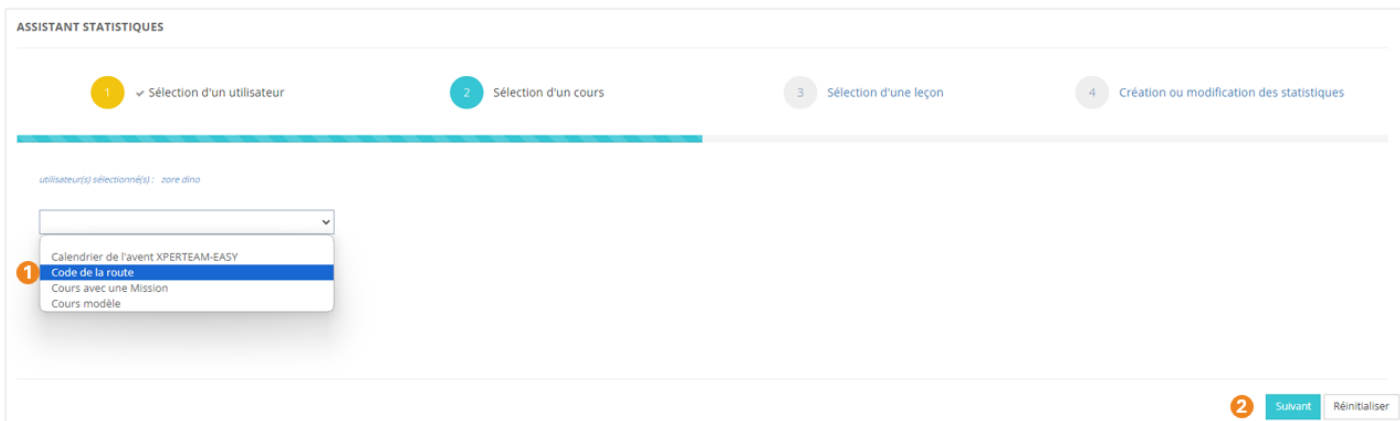 ASSISTANT STATISTIQUES
1 ✔ Sélection d'un utilisateur
2 Sélection d'un cours
3 Sélection d'une leçon
4 Création ou modification des statistiques
utilisateur(s) sélectionné(s) : zore dino
Calendrier de l'avent XPERTEAM-EASY
1 Code de la route
Cours avec une Mission
Cours modèle
2 Suivant Réinitialiser